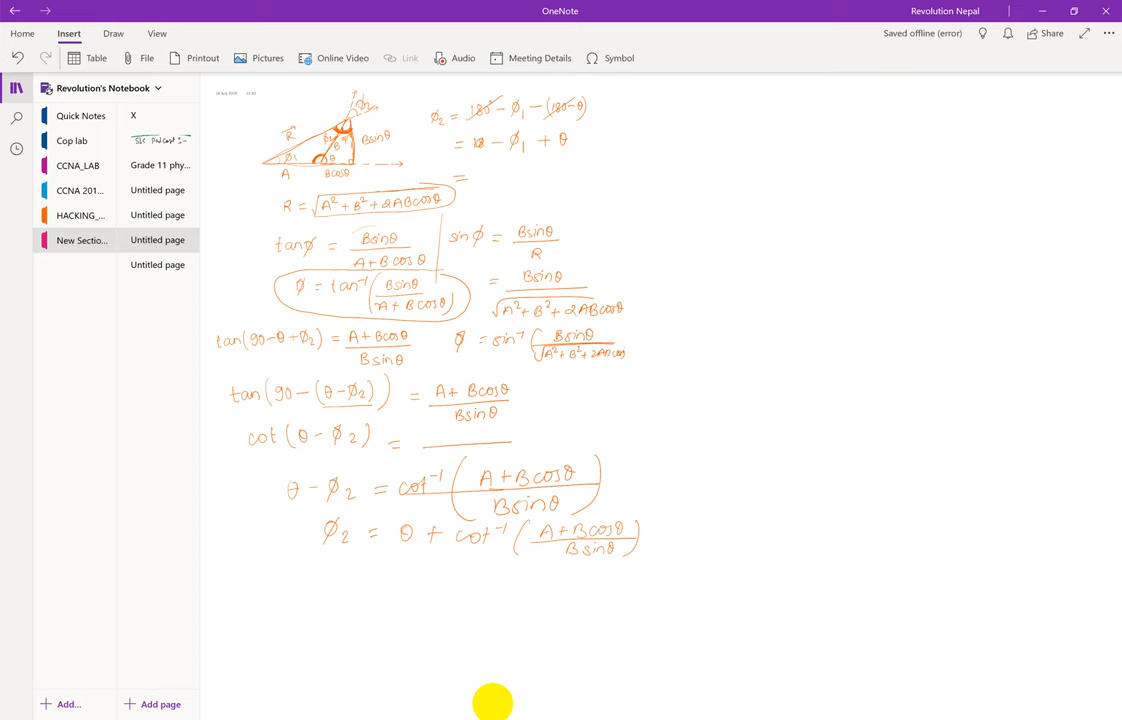 OneNote
Revolution Nepal
Home Insert Draw View
Saved offline (error) Share
Table File Printout Pictures Online Video Link Audio Meeting Details Symbol
Revolution's Notebook
Quick Notes
Cop lab
CCNA_LAB
CCNA 201...
HACKING_...
New Sectio...
X
Grade 11 phy...
Untitled page
Untitled page
Untitled page
Untitled page
Add...
Add page
R
ϕ1
A
B
θ
Bcosθ
Bsinθ
ϕ2
ϕ2 = 180° - ϕ1 - (180-θ)
= - ϕ1 + θ
=
R = √A² + B² + 2ABcosθ
tanϕ = Bsinθ / A+Bcosθ
ϕ = tan⁻¹ (Bsinθ / A+Bcosθ)
sinϕ = Bsinθ / R
= Bsinθ / √A² + B² + 2ABcosθ
tan(90-θ+ϕ2) = A+Bcosθ / Bsinθ
ϕ = sin⁻¹ (Bsinθ / √A²+B²+2ABcosθ
tan(90-(θ-ϕ2)) = A+Bcosθ / Bsinθ
cot(θ-ϕ2) =
θ-ϕ2 = cot⁻¹ (A+Bcosθ / Bsinθ)
ϕ2 = θ + cot⁻¹ (A+Bcosθ / Bsinθ)